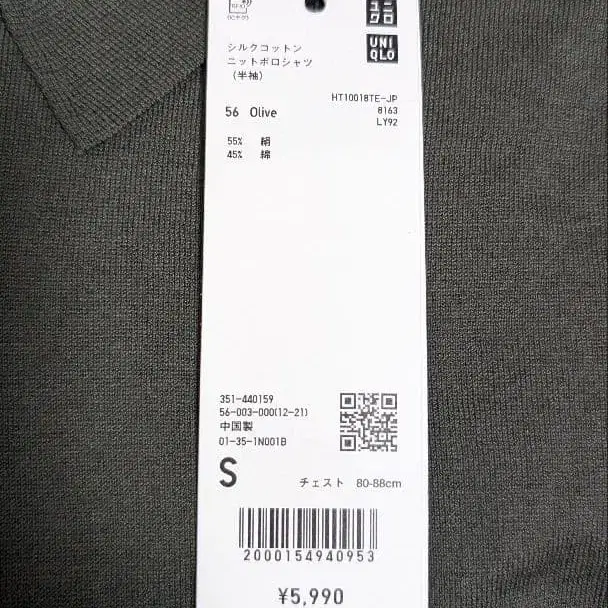 ユニ
クロ
UNI
QLO
シルクコットン
ニットポロシャツ
(半袖)
HT10018TE-JP
56 Olive
8163
LY92
55% 絹
45% 綿
351-440159
56-003-000(12-21)
中国製
01-35-1N001B
S
チェスト 80-88cm
2000154940953
¥5,990